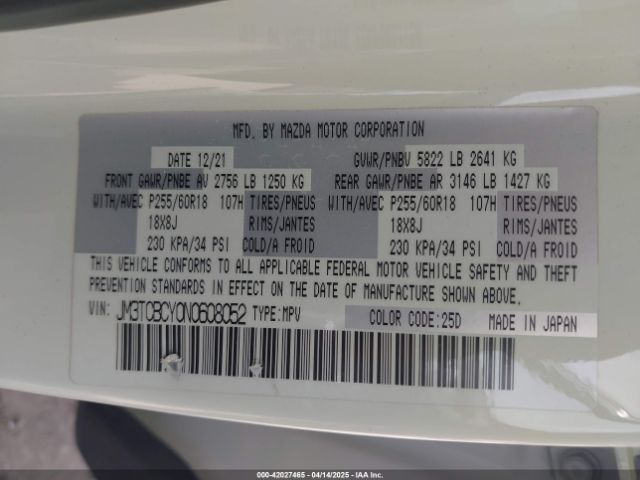 MFD. BY MAZDA MOTOR CORPORATION
DATE 12/21 GVWR/PNBV 5822 LB 2641 KG
FRONT GAWR/PNBE AV 2756 LB 1250 KG REAR GAWR/PNBE AR 3146 LB 1427 KG
WITH/AVEC P255/60R18 107H TIRES/PNEUS WITH/AVEC P255/60R18 107H TIRES/PNEUS
18X8J RIMS/JANTES 18X8J RIMS/JANTES
230 KPA/34 PSI COLD/A FROID 230 KPA/34 PSI COLD/A FROID
THIS VEHICLE CONFORMS TO ALL APPLICABLE FEDERAL MOTOR VEHICLE SAFETY AND THEFT
PREVENTION STANDARDS IN EFFECT ON THE DATE OF MANUFACTURE SHOWN ABOVE.
VIN: JM3TCBCY0N0608052 TYPE:MPV COLOR CODE:25D MADE IN JAPAN
000-42027465 - 04/14/2025 - IAAI.COM